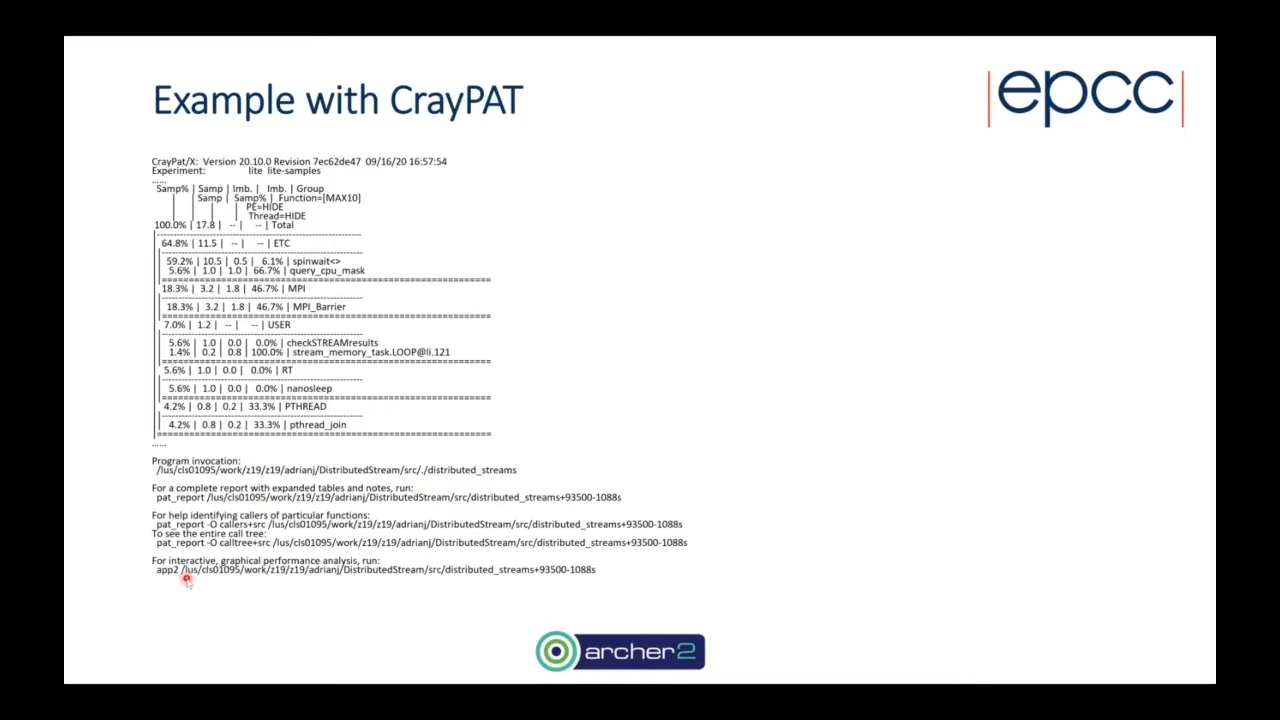 Example with CrayPAT
|epcc|
CrayPat/X:  Version 20.10.0 Revision 7ec62de47  09/16/20 16:57:54
Experiment:                lite  lite-samples
......
Samp% | Samp | Imb. |   Imb. | Group
|      | Samp |  Samp% |  Function=[MAX10]
|      |      |       |   PE=HIDE
|      |      |       |    Thread=HIDE
100.0% | 17.8 |   -- |     -- | Total
|-----------------------------------------------------------
|  64.8% | 11.5 |  -- |    -- | ETC
||----------------------------------------------------------
||  59.2% | 10.5 |  0.5 |   6.1% | spinwait<>
||   5.6% |  1.0 |  1.0 |  66.7% | query_cpu_mask
||==========================================================
|  18.3% |  3.2 |  1.8 |  46.7% | MPI
||----------------------------------------------------------
||  18.3% |  3.2 |  1.8 |  46.7% | MPI_Barrier
||==========================================================
|   7.0% |  1.2 |   -- |     -- | USER
||----------------------------------------------------------
||   5.6% |  1.0 |  0.0 |   0.0% | checkSTREAMresults
||   1.4% |  0.2 |  0.8 | 100.0% | stream_memory_task.LOOP@li.121
||==========================================================
|   5.6% |  1.0 |  0.0 |   0.0% | RT
||----------------------------------------------------------
||   5.6% |  1.0 |  0.0 |   0.0% | nanosleep
||==========================================================
|   4.2% |  0.8 |  0.2 |  33.3% | PTHREAD
||----------------------------------------------------------
||   4.2% |  0.8 |  0.2 |  33.3% | pthread_join
|===========================================================
......
Program invocation:
/lus/cls01095/work/z19/z19/adrianj/DistributedStream/src/./distributed_streams
For a complete report with expanded tables and notes, run:
pat_report /lus/cls01095/work/z19/z19/adrianj/DistributedStream/src/distributed_streams+93500-1088s
For help identifying callers of particular functions:
pat_report -O callers+src /lus/cls01095/work/z19/z19/adrianj/DistributedStream/src/distributed_streams+93500-1088s
To see the entire call tree:
pat_report -O calltree+src /lus/cls01095/work/z19/z19/adrianj/DistributedStream/src/distributed_streams+93500-1088s
For interactive, graphical performance analysis, run:
app2 /lus/cls01095/work/z19/z19/adrianj/DistributedStream/src/distributed_streams+93500-1088s
archer2